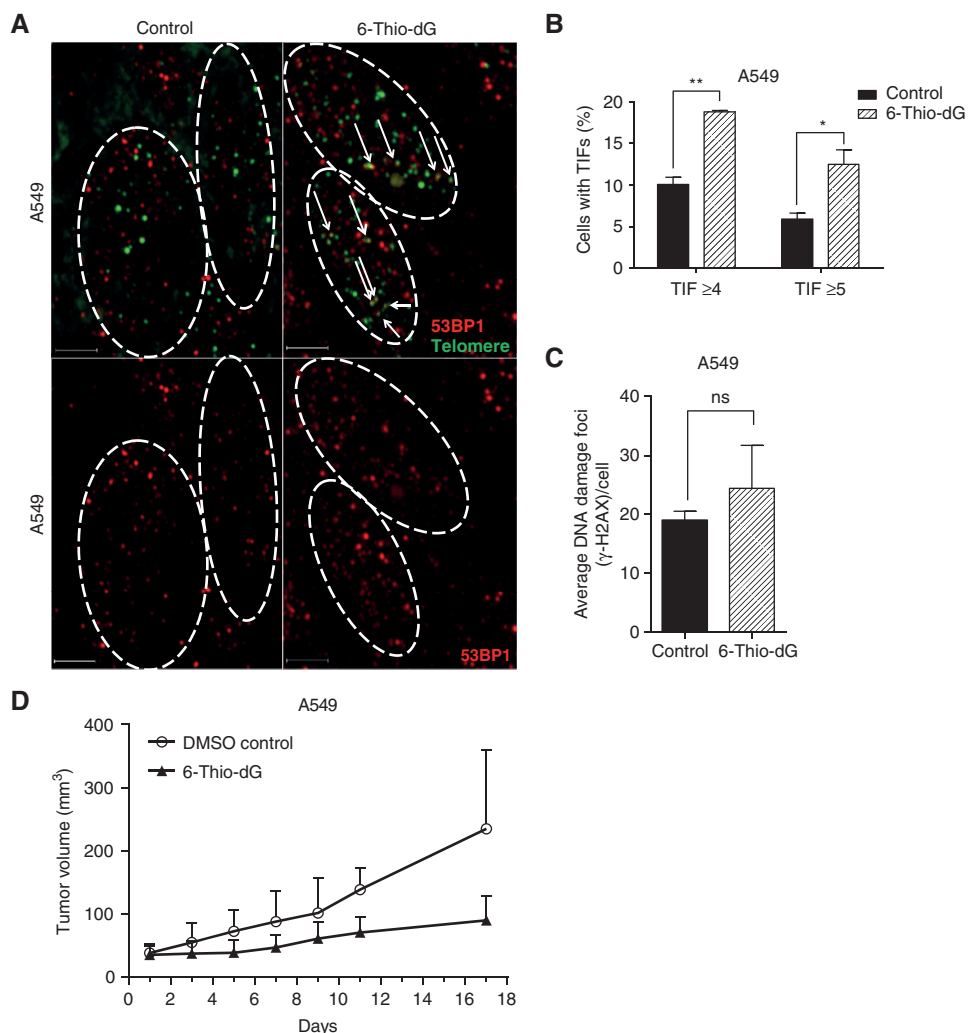 A
Control
6-Thio-dG
A549
53BP1
Telomere
A549
53BP1
B
A549
**
*
Control
6-Thio-dG
Cells with TIFs (%)
20
15
10
5
0
TIF ≥4
TIF ≥5
C
A549
ns
Average DNA damage foci
(γ-H2AX)/cell
40
30
20
10
0
Control
6-Thio-dG
D
A549
DMSO control
6-Thio-dG
Tumor volume (mm³)
400
300
200
100
0
0 2 4 6 8 10 12 14 16 18
Days